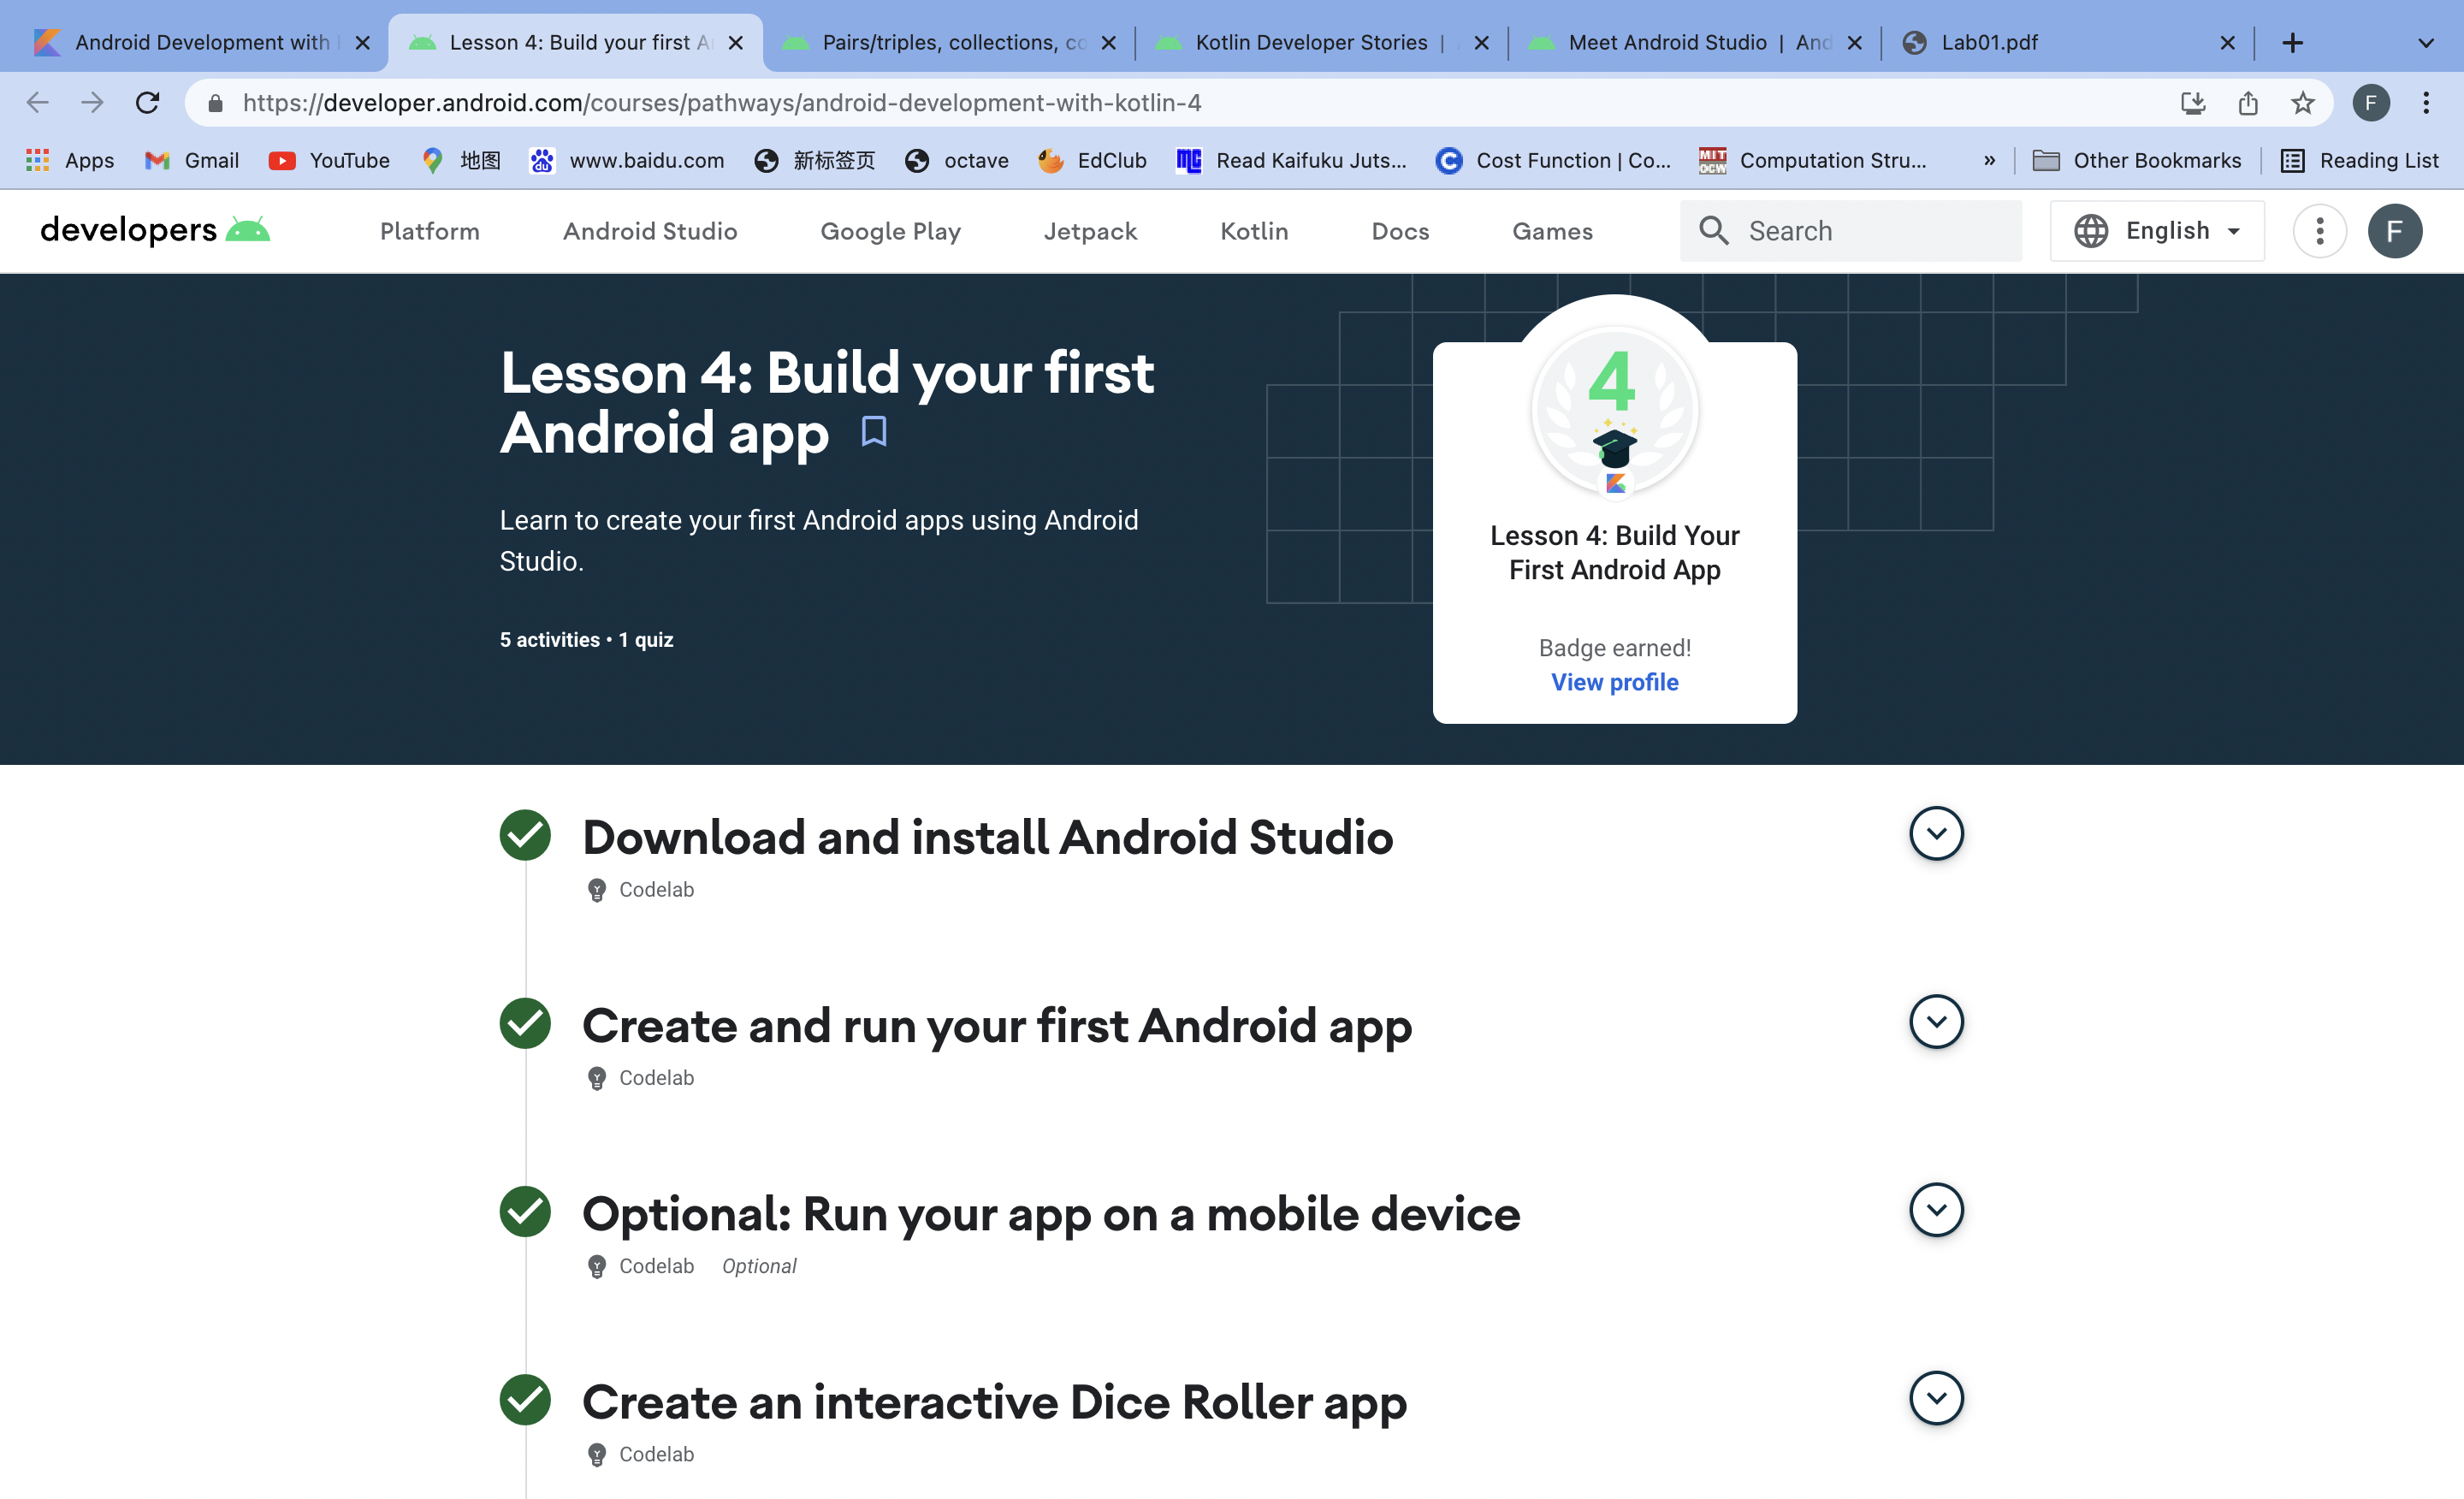 Android Development with
Lesson 4: Build your first A
Pairs/triples, collections, co
Kotlin Developer Stories |
Meet Android Studio | And
Lab01.pdf
https://developer.android.com/courses/pathways/android-development-with-kotlin-4
F
Apps
Gmail
YouTube
地图
www.baidu.com
新标签页
octave
EdClub
Read Kaifuku Juts...
Cost Function | Co...
Computation Stru...
»
Other Bookmarks
Reading List
developers
Platform
Android Studio
Google Play
Jetpack
Kotlin
Docs
Games
Search
English
F
Lesson 4: Build your first
Android app
Learn to create your first Android apps using Android
Studio.
5 activities • 1 quiz
4
Lesson 4: Build Your
First Android App
Badge earned!
View profile
Download and install Android Studio
Codelab
Create and run your first Android app
Codelab
Optional: Run your app on a mobile device
Codelab Optional
Create an interactive Dice Roller app
Codelab